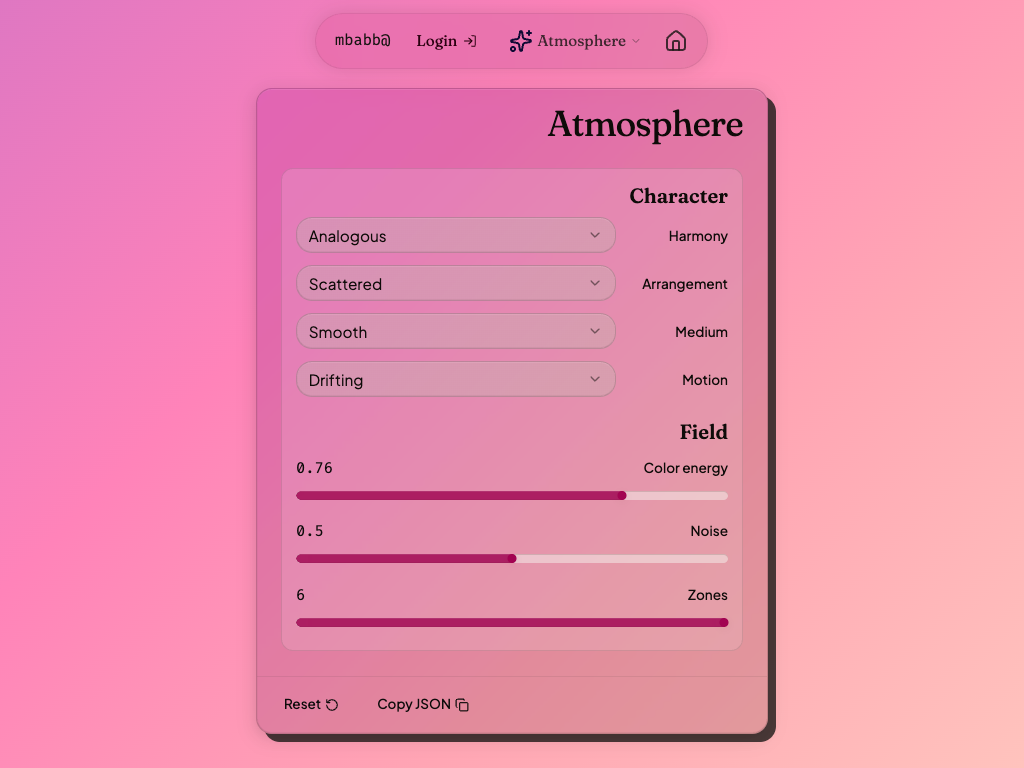 mbabb@ Login Atmosphere
Atmosphere
Character
Analogous Harmony
Scattered Arrangement
Smooth Medium
Drifting Motion
Field
0.76 Color energy
0.5 Noise
6 Zones
Reset Copy JSON